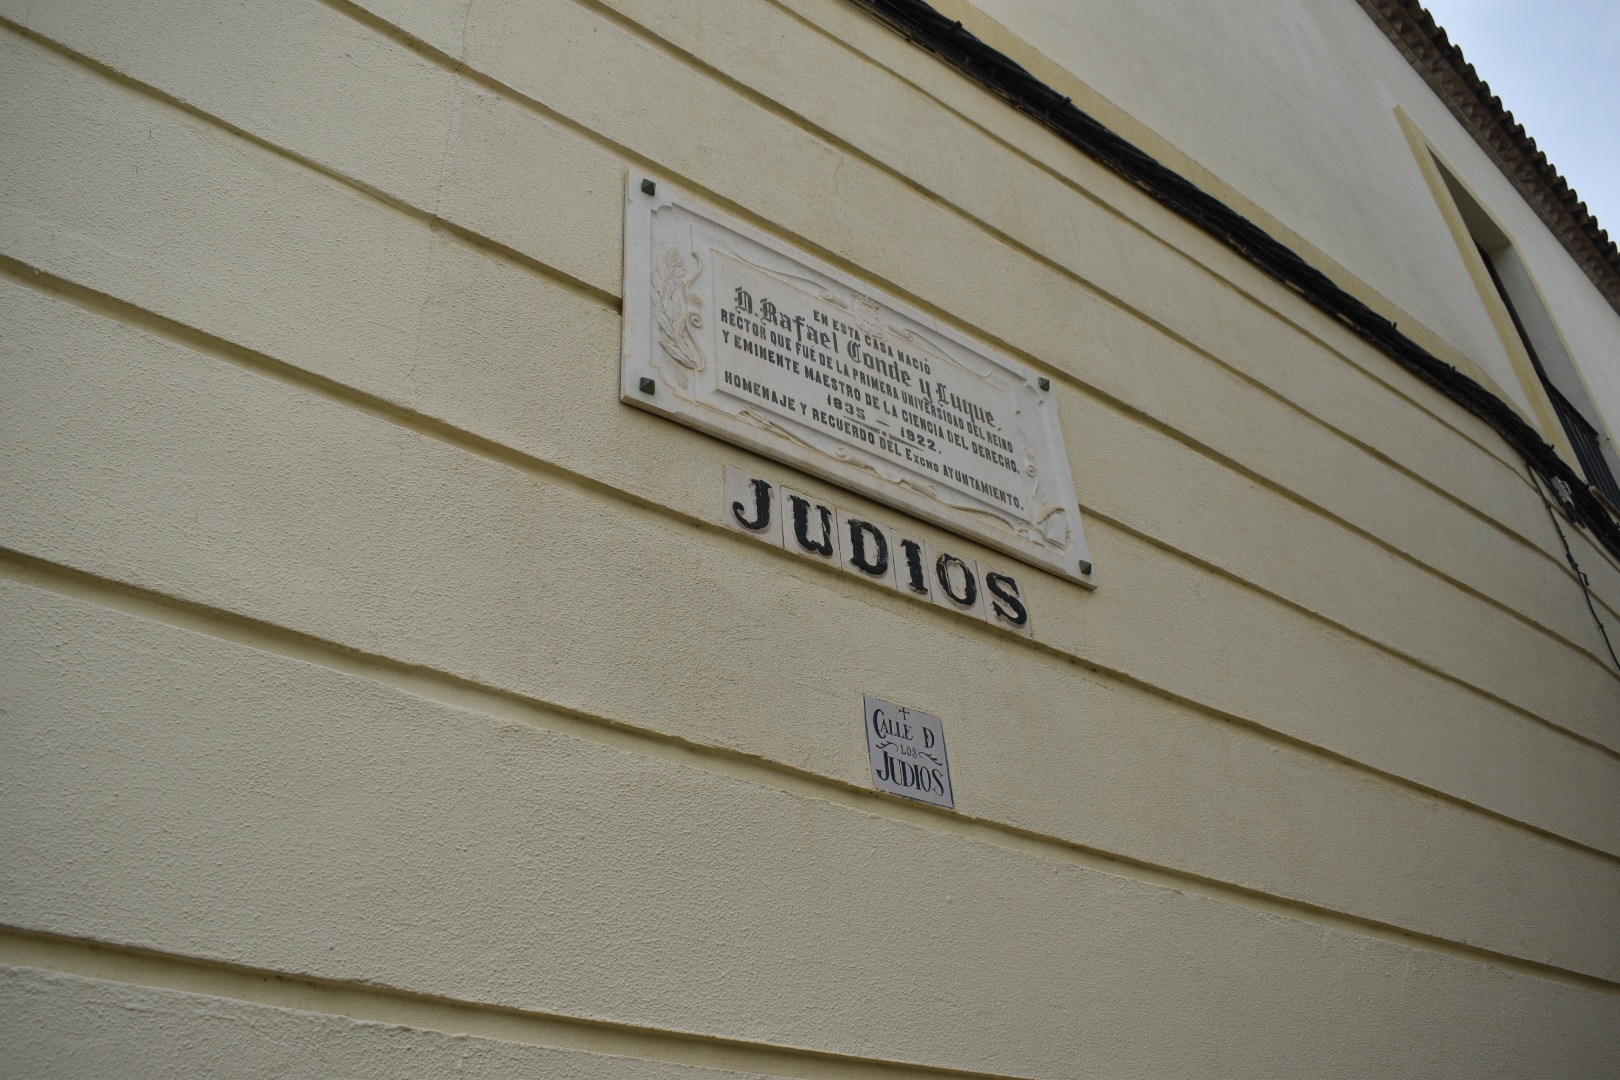 EN ESTA CASA NACIÓ
D. Rafael Conde y Luque,
RECTOR QUE FUÉ DE LA PRIMERA UNIVERSIDAD DEL REINO
Y EMINENTE MAESTRO DE LA CIENCIA DEL DERECHO.
1835 — 1922.
HOMENAJE Y RECUERDO DEL EXCMO AYUNTAMIENTO.
JUDIOS
CALLE D
LOS
JUDIOS